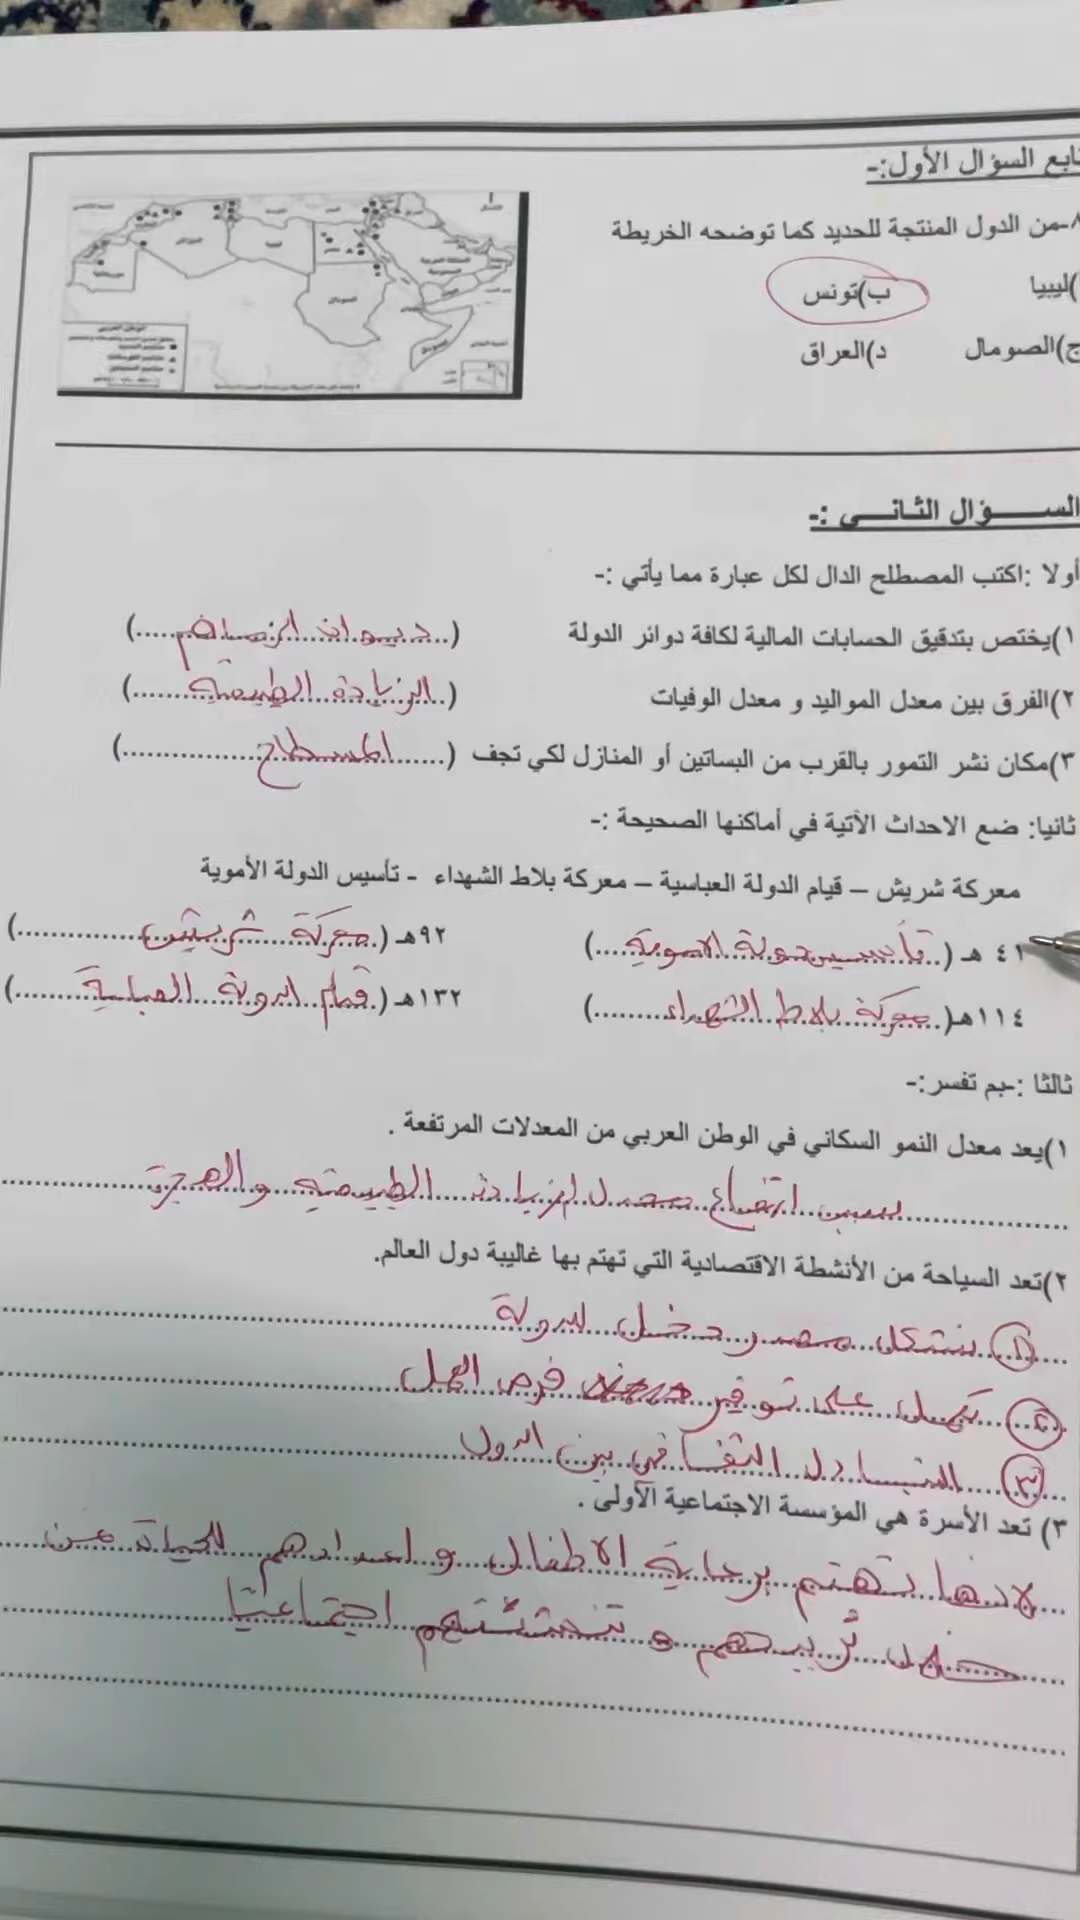 تابع السؤال الأول:-
٨-من الدول المنتجة للحديد كما توضحه الخريطة
)ليبيا ب)تونس
ج)الصومال د)العراق
الســـــــؤال الثانـــــى :-
أولا :اكتب المصطلح الدال لكل عبارة مما يأتي :-
١)يختص بتدقيق الحسابات المالية لكافة دوائر الدولة (..ديوان الزمام.....)
٢)الفرق بين معدل المواليد و معدل الوفيات (.الزيادة الطبيعية.......)
٣)مكان نشر التمور بالقرب من البساتين أو المنازل لكي تجف (......المسطاح................)
ثانيا: ضع الاحداث الآتية في أماكنها الصحيحة :-
معركة شريش – قيام الدولة العباسية – معركة بلاط الشهداء - تأسيس الدولة الأموية
٤١ هـ (..تأسيس دولة الاموية...) ٩٢هـ (.معركة شريش...............)
١١٤هـ(.معركة بلاط الشهداء........) ١٣٢هـ (.قيام الدولة العباسية.........)
ثالثا :-بم تفسر:-
١)يعد معدل النمو السكاني في الوطن العربي من المعدلات المرتفعة .
بسبب ارتفاع معدل الزيادة الطبيعية والهجرة
٢)تعد السياحة من الأنشطة الاقتصادية التي تهتم بها غالبية دول العالم.
١ تشكل مصدر دخل للدولة
٢ تعمل على توفير فرص العمل
٣ التبادل الثقافي بين الدول
٣) تعد الأسرة هي المؤسسة الاجتماعية الأولى .
لانها تهتم برعاية الاطفال و اعدادهم للحياة من
خلال تربيتهم و تنشئتهم اجتماعيا